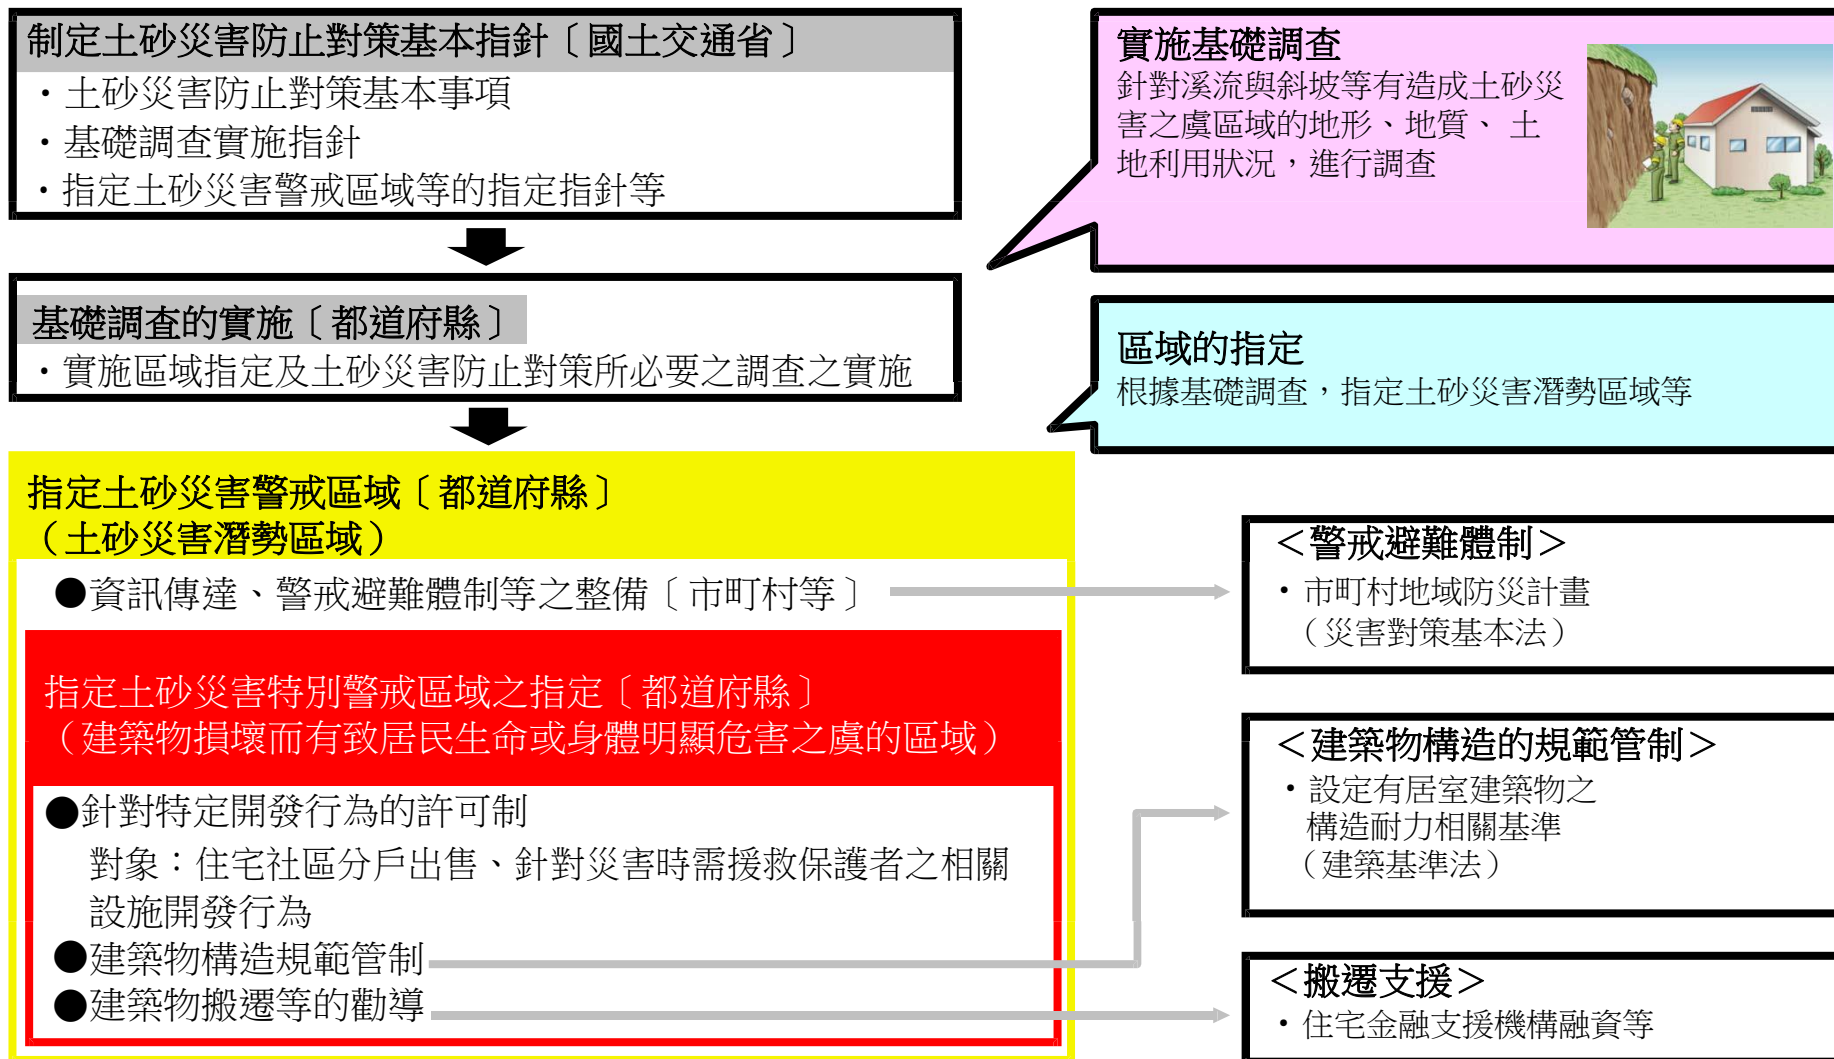 制定土砂災害防止對策基本指針〔國土交通省〕
・土砂災害防止對策基本事項
・基礎調查實施指針
・指定土砂災害警戒區域等的指定指針等
實施基礎調查
針對溪流與斜坡等有造成土砂災
害之虞區域的地形、地質、 土
地利用狀況，進行調查
基礎調查的實施〔都道府縣〕
・實施區域指定及土砂災害防止對策所必要之調查之實施
區域的指定
根據基礎調查，指定土砂災害潛勢區域等
指定土砂災害警戒區域〔都道府縣〕
（土砂災害潛勢區域）
●資訊傳達、警戒避難體制等之整備〔市町村等〕
＜警戒避難體制＞
・市町村地域防災計畫
（災害對策基本法）
指定土砂災害特別警戒區域之指定〔都道府縣〕
（建築物損壞而有致居民生命或身體明顯危害之虞的區域）
●針對特定開發行為的許可制
對象：住宅社區分戶出售、針對災害時需援救保護者之相關
設施開發行為
●建築物構造規範管制
●建築物搬遷等的勸導
＜建築物構造的規範管制＞
・設定有居室建築物之
構造耐力相關基準
（建築基準法）
＜搬遷支援＞
・住宅金融支援機構融資等